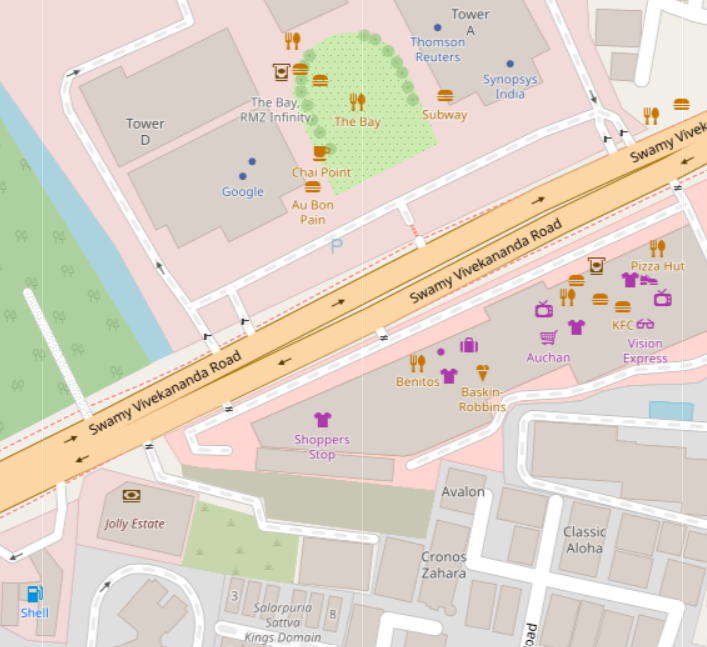 Tower
A
Thomson
Reuters
Synopsys
India
The Bay,
RMZ Infinity
The Bay
Subway
Tower
D
Swamy Vivek
Chai Point
Google
Au Bon
Pain
P
Swamy Vivekananda Road
Pizza Hut
KFC
Auchan
Vision
Express
Swamy Vivekananda Road
Benitos
Baskin-
Robbins
Shoppers
Stop
Avalon
Jolly Estate
Classic
Aloha
Cronos
Zahara
Shell
3
Salarpuria
Sattva
Kings Domain
8
Road